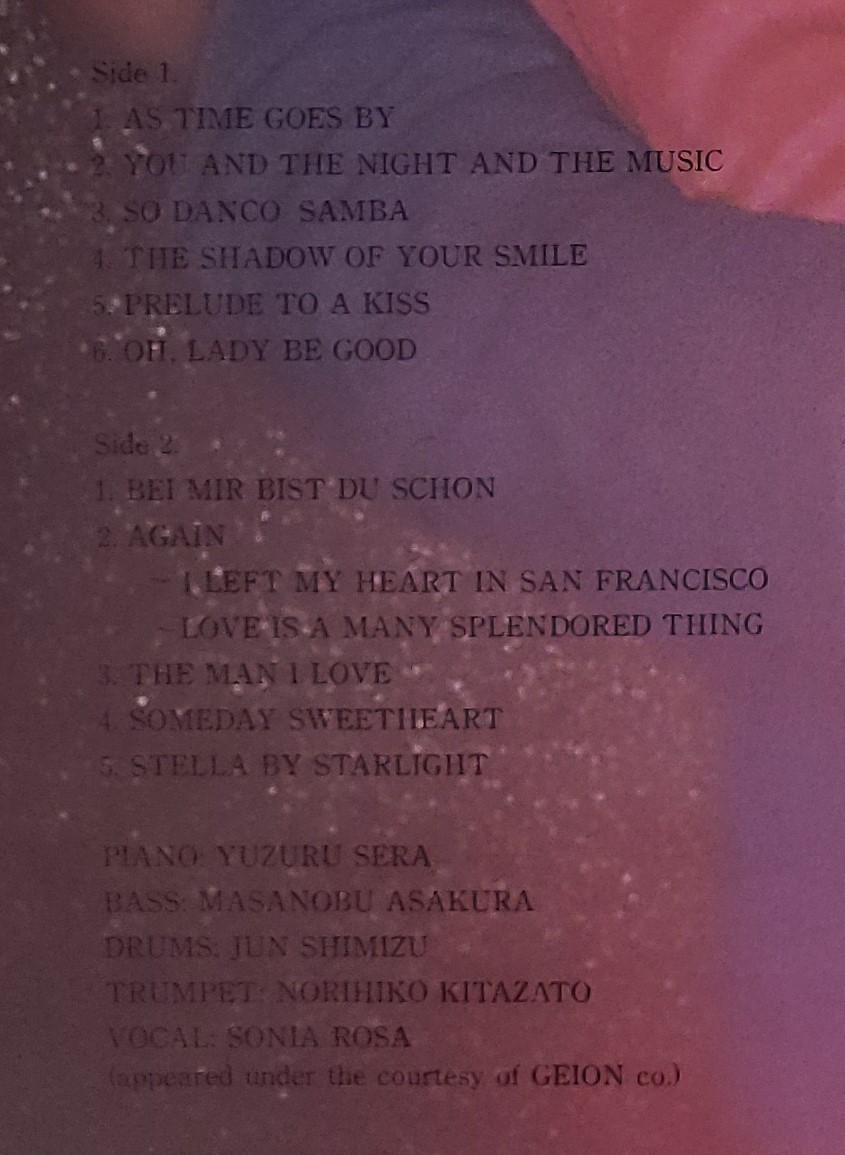 Side 1.
1. AS TIME GOES BY
2. YOU AND THE NIGHT AND THE MUSIC
3. SO DANCO SAMBA
4. THE SHADOW OF YOUR SMILE
5. PRELUDE TO A KISS
6. OH, LADY BE GOOD
Side 2.
1. BEI MIR BIST DU SCHON
2. AGAIN
~ I LEFT MY HEART IN SAN FRANCISCO
~ LOVE IS A MANY SPLENDORED THING
3. THE MAN I LOVE
4. SOMEDAY SWEETHEART
5. STELLA BY STARLIGHT
PIANO: YUZURU SERA
BASS: MASANOBU ASAKURA
DRUMS: JUN SHIMIZU
TRUMPET: NORIHIKO KITAZATO
VOCAL: SONIA ROSA
(appeared under the courtesy of GEION co.)